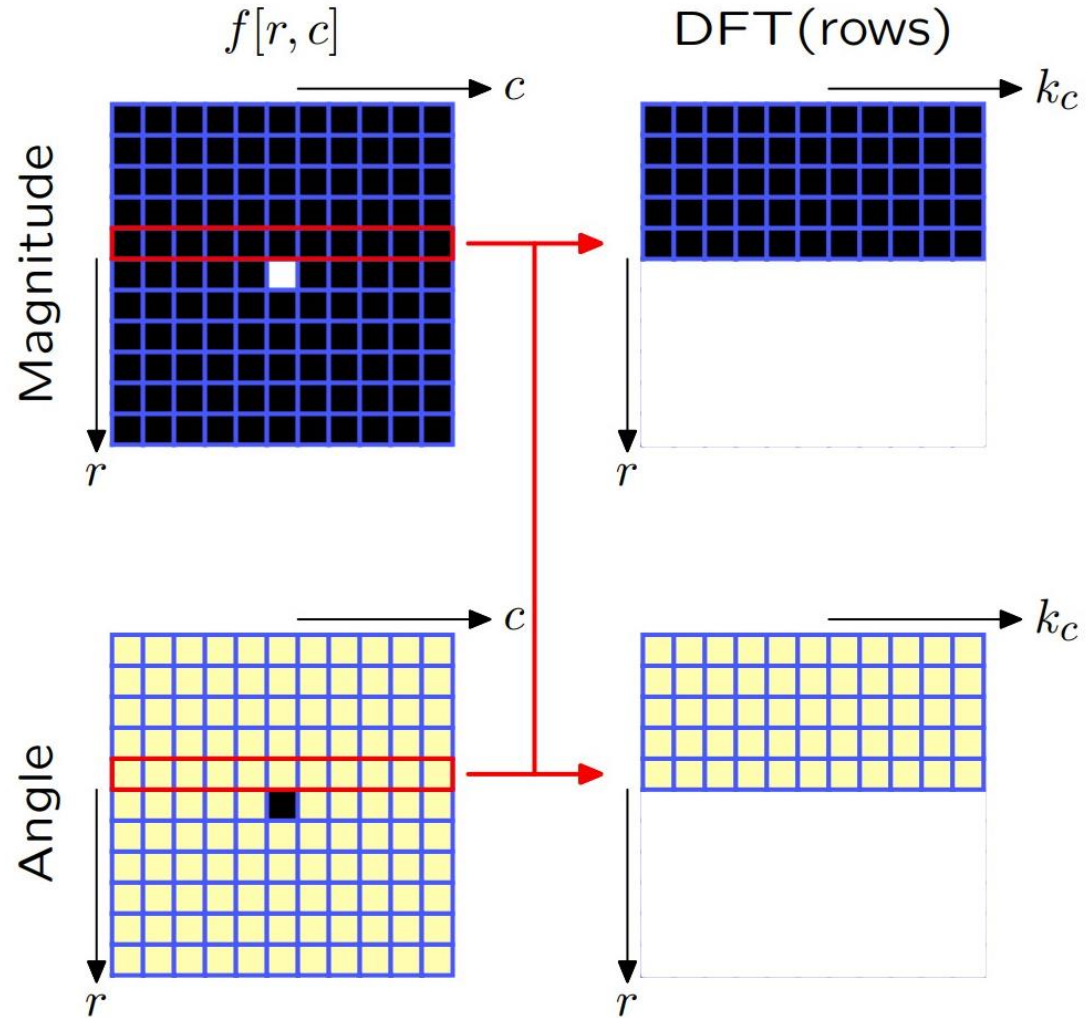 f[r, c]
DFT(rows)
c
k_c
Magnitude
r
r
c
k_c
Angle
r
r